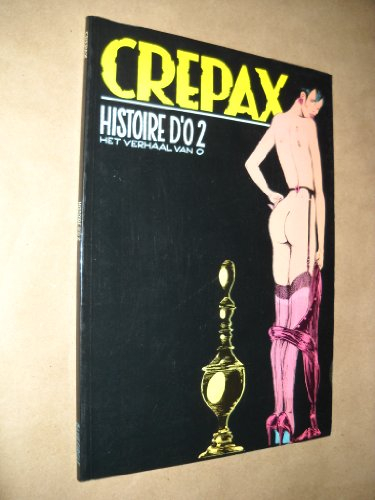 CREPAX
HISTOIRE D'O 2
HET VERHAAL VAN O